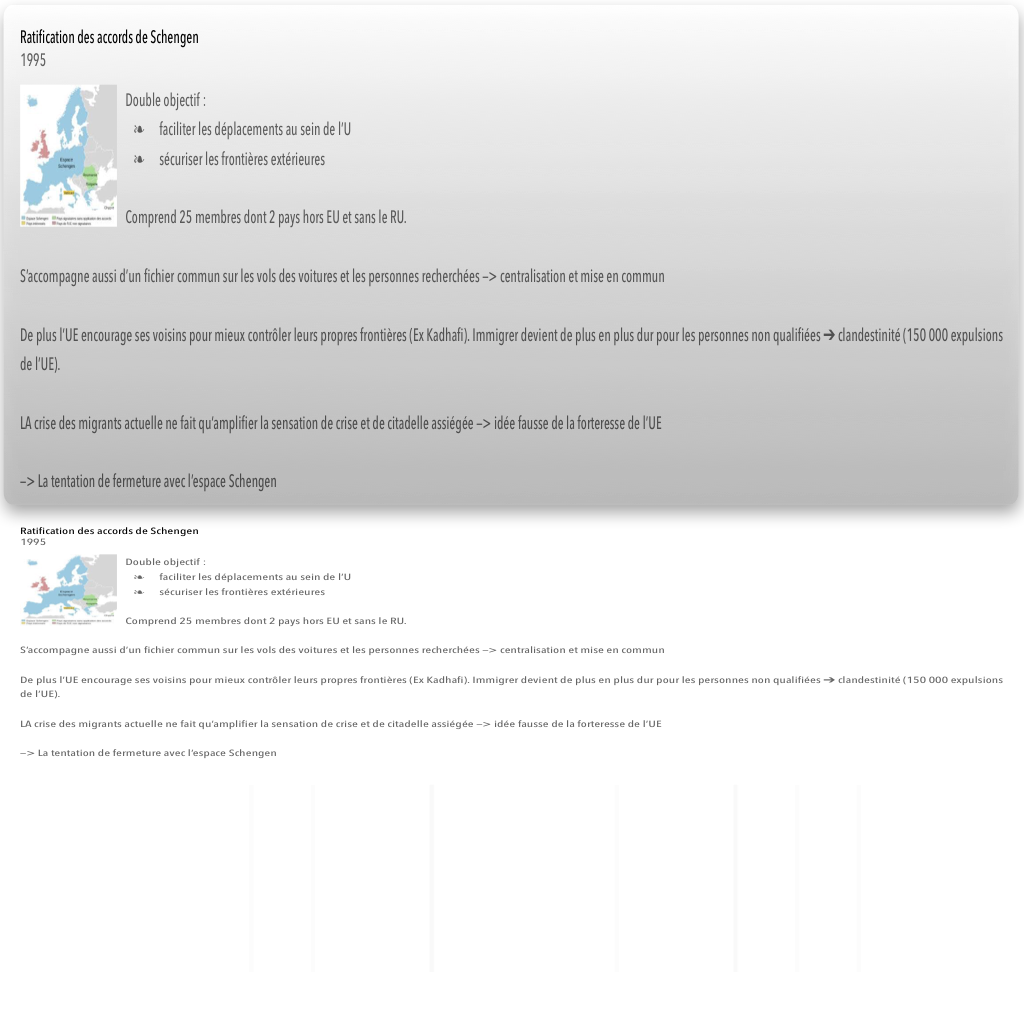 Ratification des accords de Schengen
1995
Double objectif :
❧ faciliter les déplacements au sein de l’U
❧ sécuriser les frontières extérieures
Comprend 25 membres dont 2 pays hors EU et sans le RU.
S’accompagne aussi d’un fichier commun sur les vols des voitures et les personnes recherchées –> centralisation et mise en commun
De plus l’UE encourage ses voisins pour mieux contrôler leurs propres frontières (Ex Kadhafi). Immigrer devient de plus en plus dur pour les personnes non qualifiées ➔ clandestinité (150 000 expulsions
de l’UE).
LA crise des migrants actuelle ne fait qu’amplifier la sensation de crise et de citadelle assiégée –> idée fausse de la forteresse de l’UE
–> La tentation de fermeture avec l’espace Schengen
Ratification des accords de Schengen
1995
Double objectif :
❧ faciliter les déplacements au sein de l’U
❧ sécuriser les frontières extérieures
Comprend 25 membres dont 2 pays hors EU et sans le RU.
S’accompagne aussi d’un fichier commun sur les vols des voitures et les personnes recherchées –> centralisation et mise en commun
De plus l’UE encourage ses voisins pour mieux contrôler leurs propres frontières (Ex Kadhafi). Immigrer devient de plus en plus dur pour les personnes non qualifiées ➔ clandestinité (150 000 expulsions
de l’UE).
LA crise des migrants actuelle ne fait qu’amplifier la sensation de crise et de citadelle assiégée –> idée fausse de la forteresse de l’UE
–> La tentation de fermeture avec l’espace Schengen